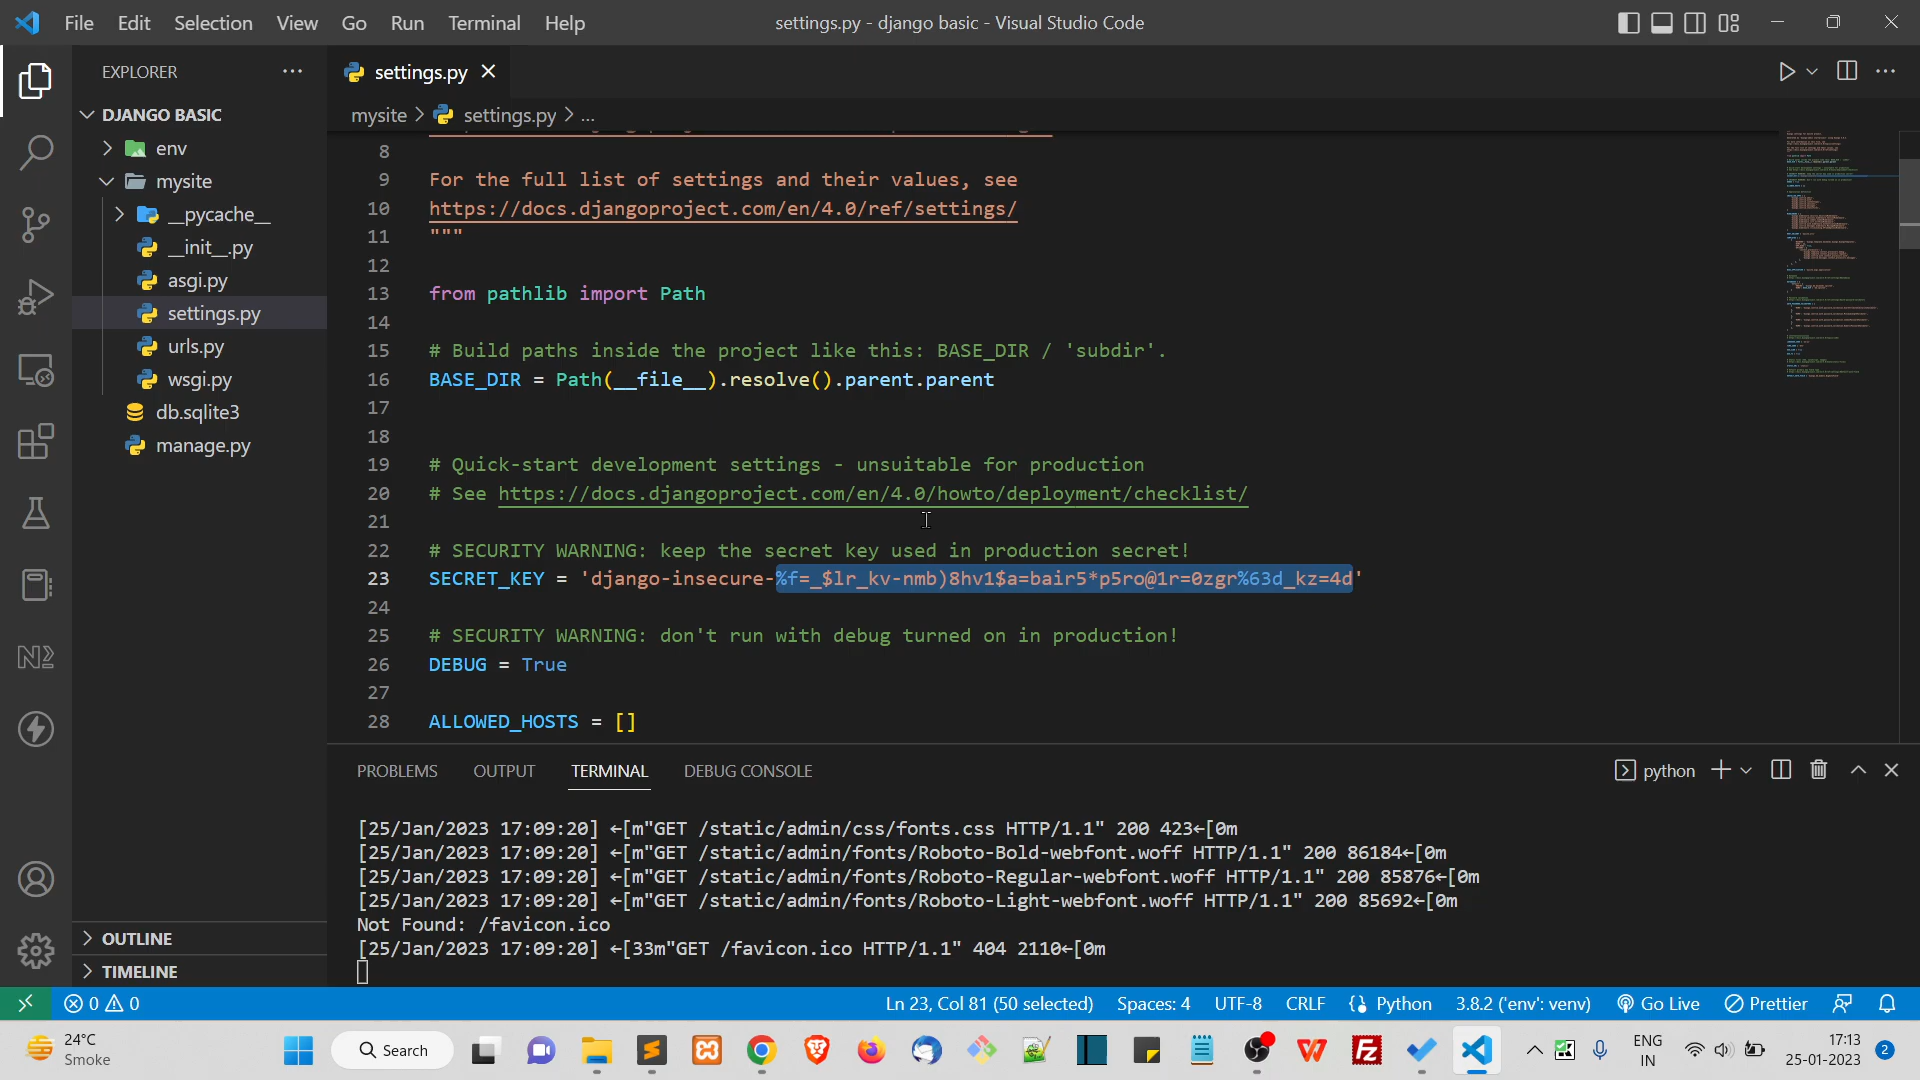 File Edit Selection View Go Run Terminal Help
settings.py - django basic - Visual Studio Code
EXPLORER
DJANGO BASIC
env
mysite
__pycache__
__init__.py
asgi.py
settings.py
urls.py
wsgi.py
db.sqlite3
manage.py
OUTLINE
TIMELINE
settings.py
mysite > settings.py > ...
8
9 For the full list of settings and their values, see
10 https://docs.djangoproject.com/en/4.0/ref/settings/
11 """
12
13 from pathlib import Path
14
15 # Build paths inside the project like this: BASE_DIR / 'subdir'.
16 BASE_DIR = Path(__file__).resolve().parent.parent
17
18
19 # Quick-start development settings - unsuitable for production
20 # See https://docs.djangoproject.com/en/4.0/howto/deployment/checklist/
21
22 # SECURITY WARNING: keep the secret key used in production secret!
23 SECRET_KEY = 'django-insecure-%f=_$lr_kv-nmb)8hv1$a=bair5*p5ro@1r=0zgr%63d_kz=4d'
24
25 # SECURITY WARNING: don't run with debug turned on in production!
26 DEBUG = True
27
28 ALLOWED_HOSTS = []
PROBLEMS OUTPUT TERMINAL DEBUG CONSOLE
python
[25/Jan/2023 17:09:20] ←[m"GET /static/admin/css/fonts.css HTTP/1.1" 200 423←[0m
[25/Jan/2023 17:09:20] ←[m"GET /static/admin/fonts/Roboto-Bold-webfont.woff HTTP/1.1" 200 86184←[0m
[25/Jan/2023 17:09:20] ←[m"GET /static/admin/fonts/Roboto-Regular-webfont.woff HTTP/1.1" 200 85876←[0m
[25/Jan/2023 17:09:20] ←[m"GET /static/admin/fonts/Roboto-Light-webfont.woff HTTP/1.1" 200 85692←[0m
Not Found: /favicon.ico
[25/Jan/2023 17:09:20] ←[33m"GET /favicon.ico HTTP/1.1" 404 2110←[0m
0 0 Ln 23, Col 81 (50 selected) Spaces: 4 UTF-8 CRLF Python 3.8.2 ('env': venv) Go Live Prettier
24°C
Smoke
Search
ENG
IN
17:13
25-01-2023
2